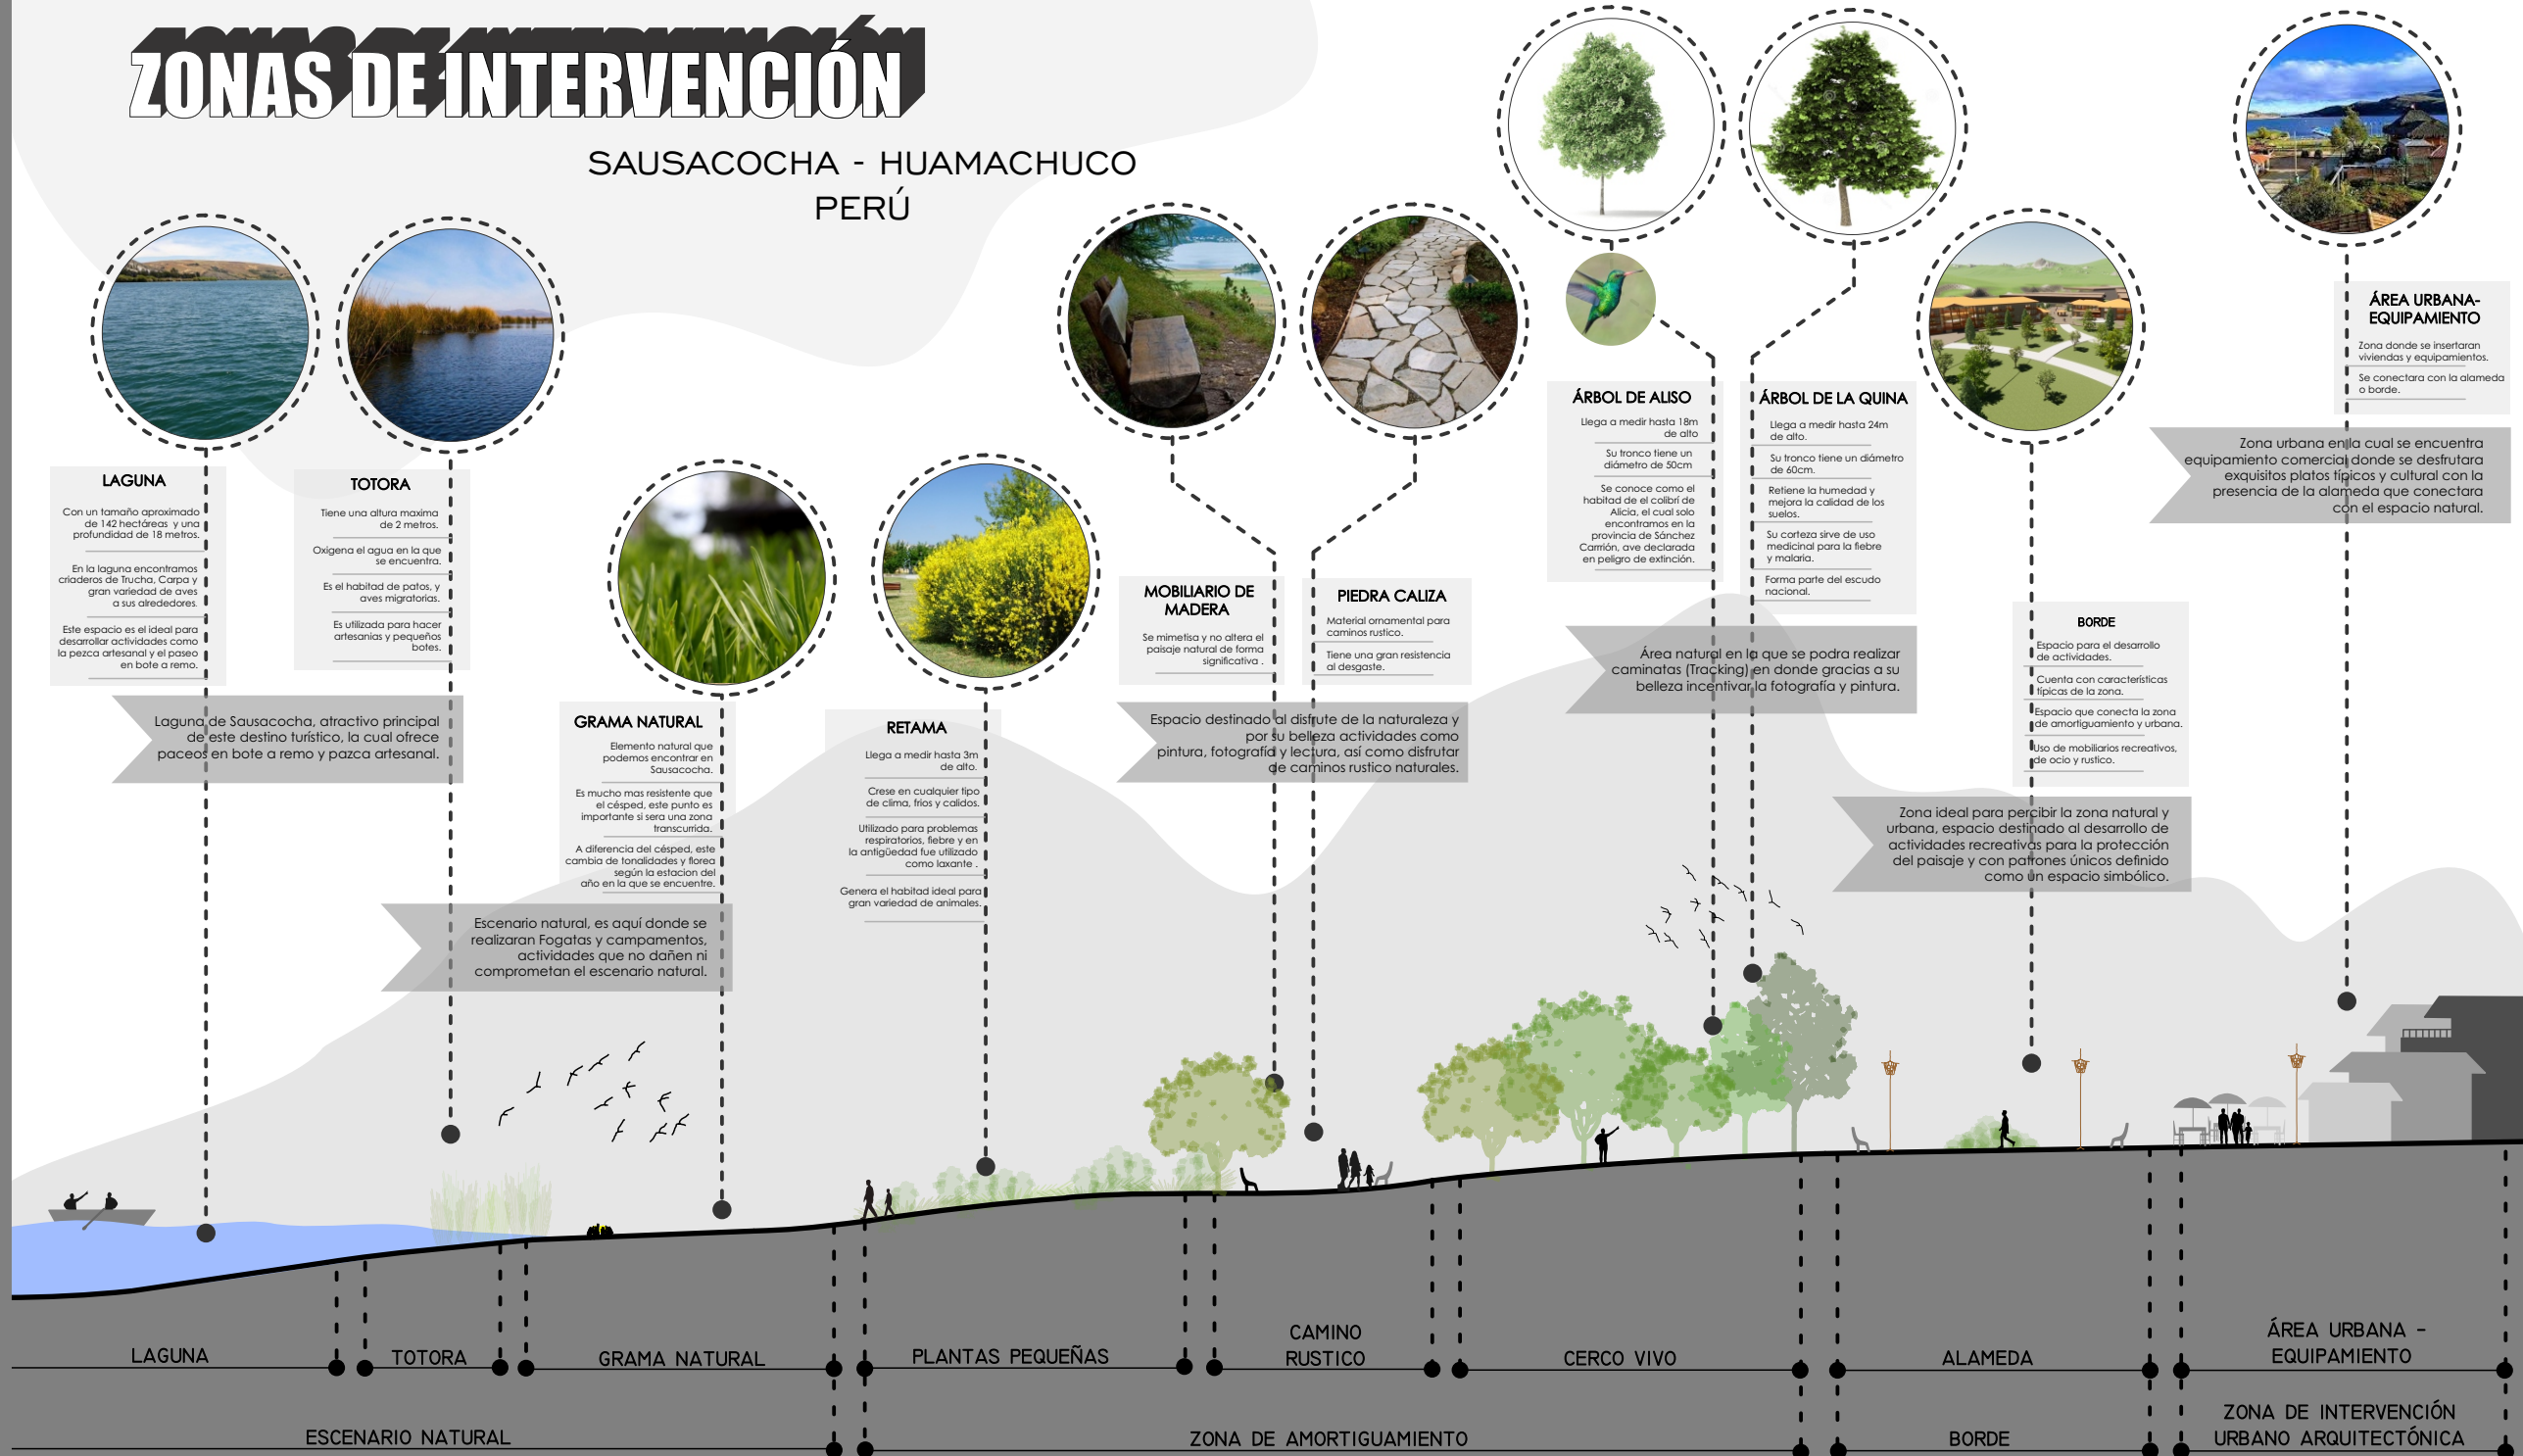 ZONAS DE INTERVENCIÓN
SAUSACOCHA - HUAMACHUCO
PERÚ
LAGUNA
Con un tamaño aproximado
de 142 hectáreas y una
profundidad de 18 metros.
En la laguna encontramos
criaderos de Trucha, Carpa y
gran variedad de aves
a sus alrededores.
Este espacio es el ideal para
desarrollar actividades como
la pezca artesanal y el paseo
en bote a remo.
Laguna de Sausacocha, atractivo principal
de este destino turístico, la cual ofrece
paceos en bote a remo y pazca artesanal.
TOTORA
Tiene una altura maxima
de 2 metros.
Oxigena el agua en la que
se encuentra.
Es el habitad de patos, y
aves migratorias.
Es utilizada para hacer
artesanias y pequeños
botes.
GRAMA NATURAL
Elemento natural que
podemos encontrar en
Sausacocha.
Es mucho mas resistente que
el césped, este punto es
importante si sera una zona
transcurrida.
A diferencia del césped, este
cambia de tonalidades y florea
según la estacion del
año en la que se encuentre.
Escenario natural, es aquí donde se
realizaran Fogatas y campamentos,
actividades que no dañen ni
comprometan el escenario natural.
RETAMA
Llega a medir hasta 3m
de alto.
Crese en cualquier tipo
de clima, frios y calidos.
Utilizado para problemas
respiratorios, fiebre y en
la antigüedad fue utilizado
como laxante .
Genera el habitad ideal para
gran variedad de animales.
MOBILIARIO DE
MADERA
Se mimetisa y no altera el
paisaje natural de forma
significativa .
PIEDRA CALIZA
Material ornamental para
caminos rustico.
Tiene una gran resistencia
al desgaste.
Espacio destinado al disfrute de la naturaleza y
por su belleza actividades como
pintura, fotografía y lectura, así como disfrutar
de caminos rustico naturales.
ÁRBOL DE ALISO
Llega a medir hasta 18m
de alto
Su tronco tiene un
diámetro de 50cm
Se conoce como el
habitad de el colibrí de
Alicia, el cual solo
encontramos en la
provincia de Sánchez
Carrrión, ave declarada
en peligro de extinción.
ÁRBOL DE LA QUINA
Llega a medir hasta 24m
de alto.
Su tronco tiene un diámetro
de 60cm.
Retiene la humedad y
mejora la calidad de los
suelos.
Su corteza sirve de uso
medicinal para la fiebre
y malaria.
Forma parte del escudo
nacional.
Área natural en la que se podra realizar
caminatas (Tracking) en donde gracias a su
belleza incentivar la fotografía y pintura.
BORDE
Espacio para el desarrollo
de actividades.
Cuenta con características
típicas de la zona.
Espacio que conecta la zona
de amortiguamiento y urbana.
Uso de mobiliarios recreativos,
de ocio y rustico.
Zona ideal para percibir la zona natural y
urbana, espacio destinado al desarrollo de
actividades recreativas para la protección
del paisaje y con patrones únicos definido
como un espacio simbólico.
ÁREA URBANA-
EQUIPAMIENTO
Zona donde se insertaran
viviendas y equipamientos.
Se conectara con la alameda
o borde.
Zona urbana en la cual se encuentra
equipamiento comercial donde se desfrutara
exquisitos platos típicos y cultural con la
presencia de la alameda que conectara
con el espacio natural.
LAGUNA
TOTORA
GRAMA NATURAL
PLANTAS PEQUEÑAS
CAMINO
RUSTICO
CERCO VIVO
ALAMEDA
ÁREA URBANA -
EQUIPAMIENTO
ESCENARIO NATURAL
ZONA DE AMORTIGUAMIENTO
BORDE
ZONA DE INTERVENCIÓN
URBANO ARQUITECTÓNICA